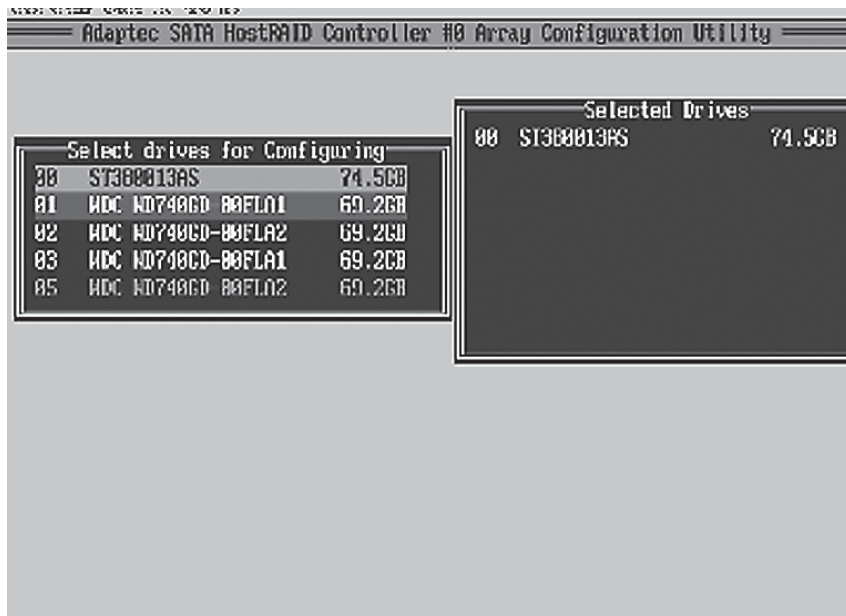 Adaptec SATA HostRAID Controller #0 Array Configuration Utility
Select drives for Configuring
00 ST380013AS 74.5GB
01 WDC WD740GD-00FLA1 69.2GB
02 WDC WD740GD-00FLA2 69.2GB
03 WDC WD740GD-00FLA1 69.2GB
05 WDC WD740GD-00FLA2 69.2GB
Selected Drives
00 ST380013AS 74.5GB